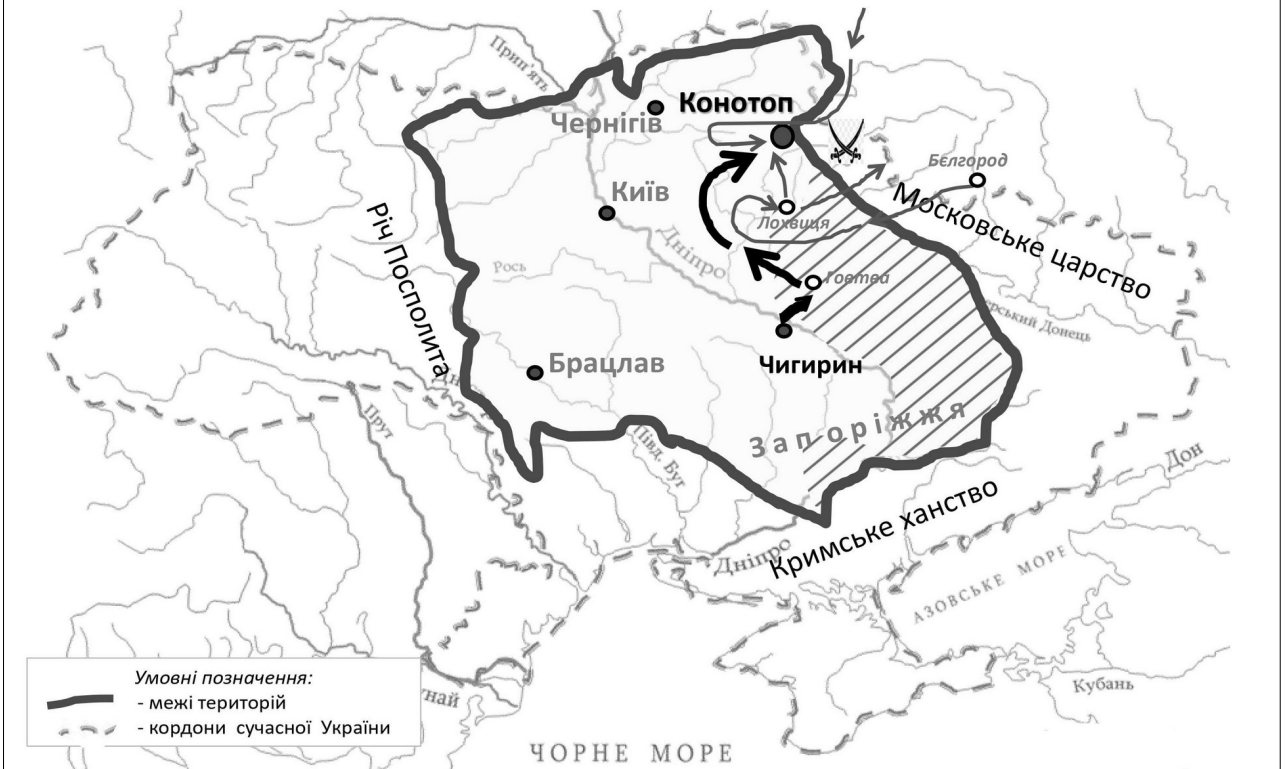 Прип'ять
Конотоп
Чернігів
Бєлгород
Київ
Річ Посполита
Московське царство
Лохвиця
Дніпро
Рось
Говтва
Чигирин
Брацлав
Прут
Півд. Буг
Запоріжжя
Дон
Кримське ханство
Дніпро
АЗОВСЬКЕ МОРЕ
Кубань
Умовні позначення:
- межі територій
- кордони сучасної України
ЧОРНЕ МОРЕ